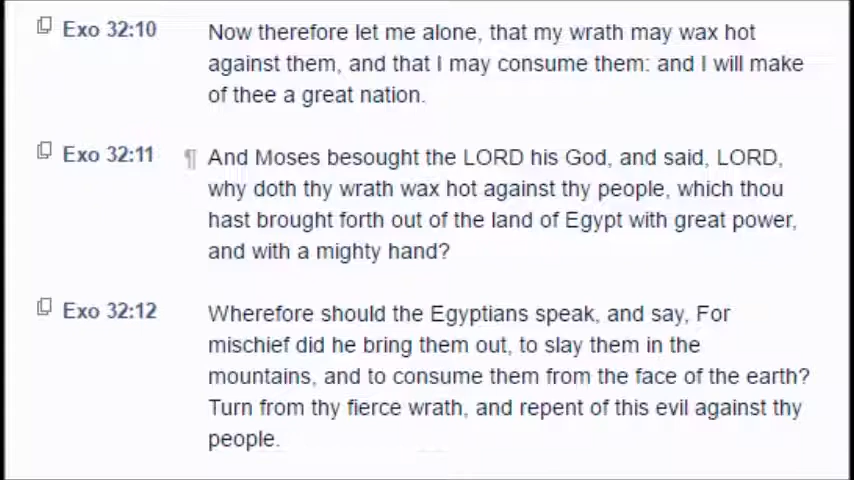 Exo 32:10 Now therefore let me alone, that my wrath may wax hot
against them, and that I may consume them: and I will make
of thee a great nation.
Exo 32:11 ¶ And Moses besought the LORD his God, and said, LORD,
why doth thy wrath wax hot against thy people, which thou
hast brought forth out of the land of Egypt with great power,
and with a mighty hand?
Exo 32:12 Wherefore should the Egyptians speak, and say, For
mischief did he bring them out, to slay them in the
mountains, and to consume them from the face of the earth?
Turn from thy fierce wrath, and repent of this evil against thy
people.